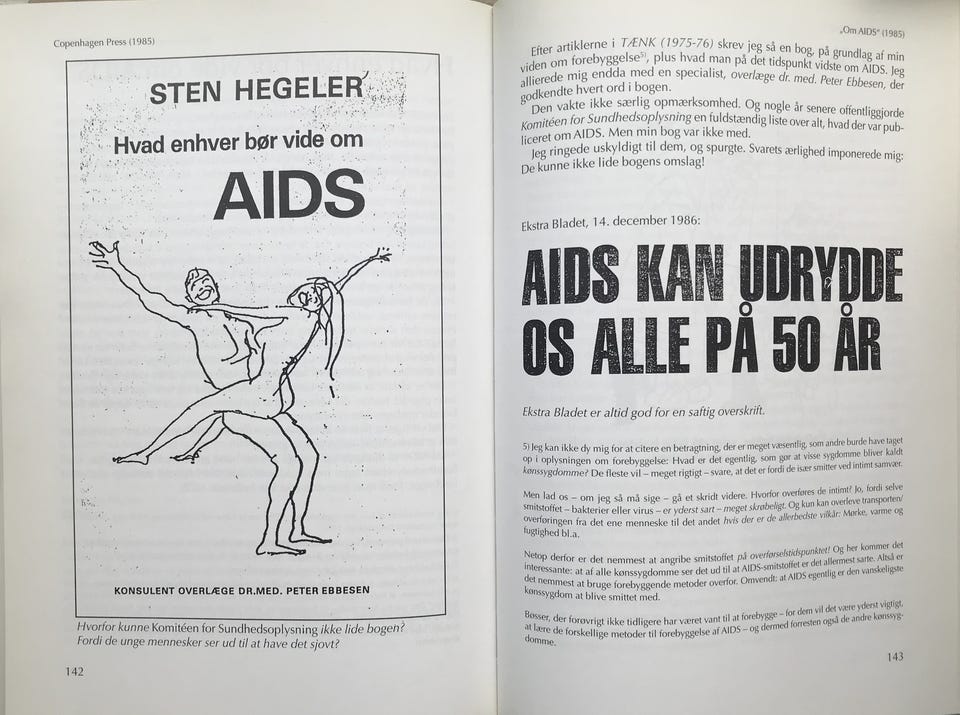 Copenhagen Press (1985)
STEN HEGELER
Hvad enhver bør vide om
AIDS
KONSULENT OVERLÆGE DR.MED. PETER EBBESEN
Hvorfor kunne Komitéen for Sundhedsoplysning ikke lide bogen?
Fordi de unge mennesker ser ud til at have det sjovt?
142
„Om AIDS“ (1985)
Efter artiklerne i TÆNK (1975-76) skrev jeg så en bog, på grundlag af min
viden om forebyggelse5), plus hvad man på det tidspunkt vidste om AIDS. Jeg
allierede mig endda med en specialist, overlæge dr. med. Peter Ebbesen, der
godkendte hvert ord i bogen.
Den vakte ikke særlig opmærksomhed. Og nogle år senere offentliggjorde
Komitéen for Sundhedsoplysning en fuldstændig liste over alt, hvad der var pub-
liceret om AIDS. Men min bog var ikke med.
Jeg ringede uskyldigt til dem, og spurgte. Svarets ærlighed imponerede mig:
De kunne ikke lide bogens omslag!
Ekstra Bladet, 14. december 1986:
AIDS KAN UDRYDDE
OS ALLE PÅ 50 ÅR
Ekstra Bladet er altid god for en saftig overskrift.
5) Jeg kan ikke dy mig for at citere en betragtning, der er meget væsentlig, som andre burde have taget
op i oplysningen om forebyggelse: Hvad er det egentlig, som gør at visse sygdomme bliver kaldt
kønssygdomme? De fleste vil – meget rigtigt – svare, at det er fordi de især smitter ved intimt samvær.
Men lad os – om jeg så må sige – gå et skridt videre. Hvorfor overføres de intimt? Jo, fordi selve
smitstoffet – bakterier eller virus – er yderst sart – meget skrøbeligt. Og kun kan overleve transporten/
overføringen fra det ene menneske til det andet hvis der er de allerbedste vilkår: Mørke, varme og
fugtighed bl.a.
Netop derfor er det nemmest at angribe smitstoffet på overførselstidspunktet! Og her kommer det
interessante: at af alle kønssygdomme ser det ud til at AIDS-smitstoffet er det allermest sarte. Altså er
det nemmest at bruge forebyggende metoder overfor. Omvendt: at AIDS egentlig er den vanskeligste
kønssygdom at blive smittet med.
Bøsser, der forøvrigt ikke tidligere har været vant til at forebygge – for dem vil det være yderst vigtigt,
at lære de forskellige metoder til forebyggelse af AIDS – og dermed forresten også de andre kønssyg-
domme.
143